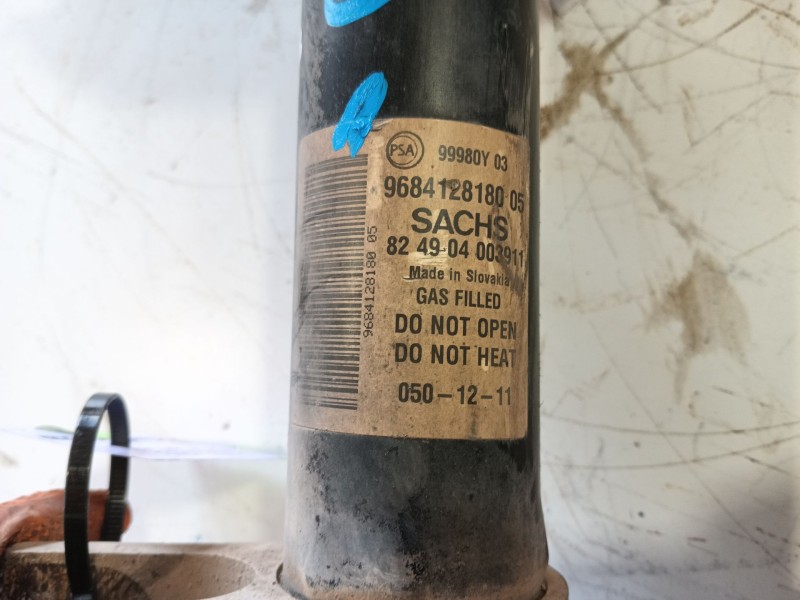 PSA 99980Y 03
9684128180 05
SACHS
82 49 04 003911
Made in Slovakia
GAS FILLED
DO NOT OPEN
DO NOT HEAT
050-12-11
9684128180 05